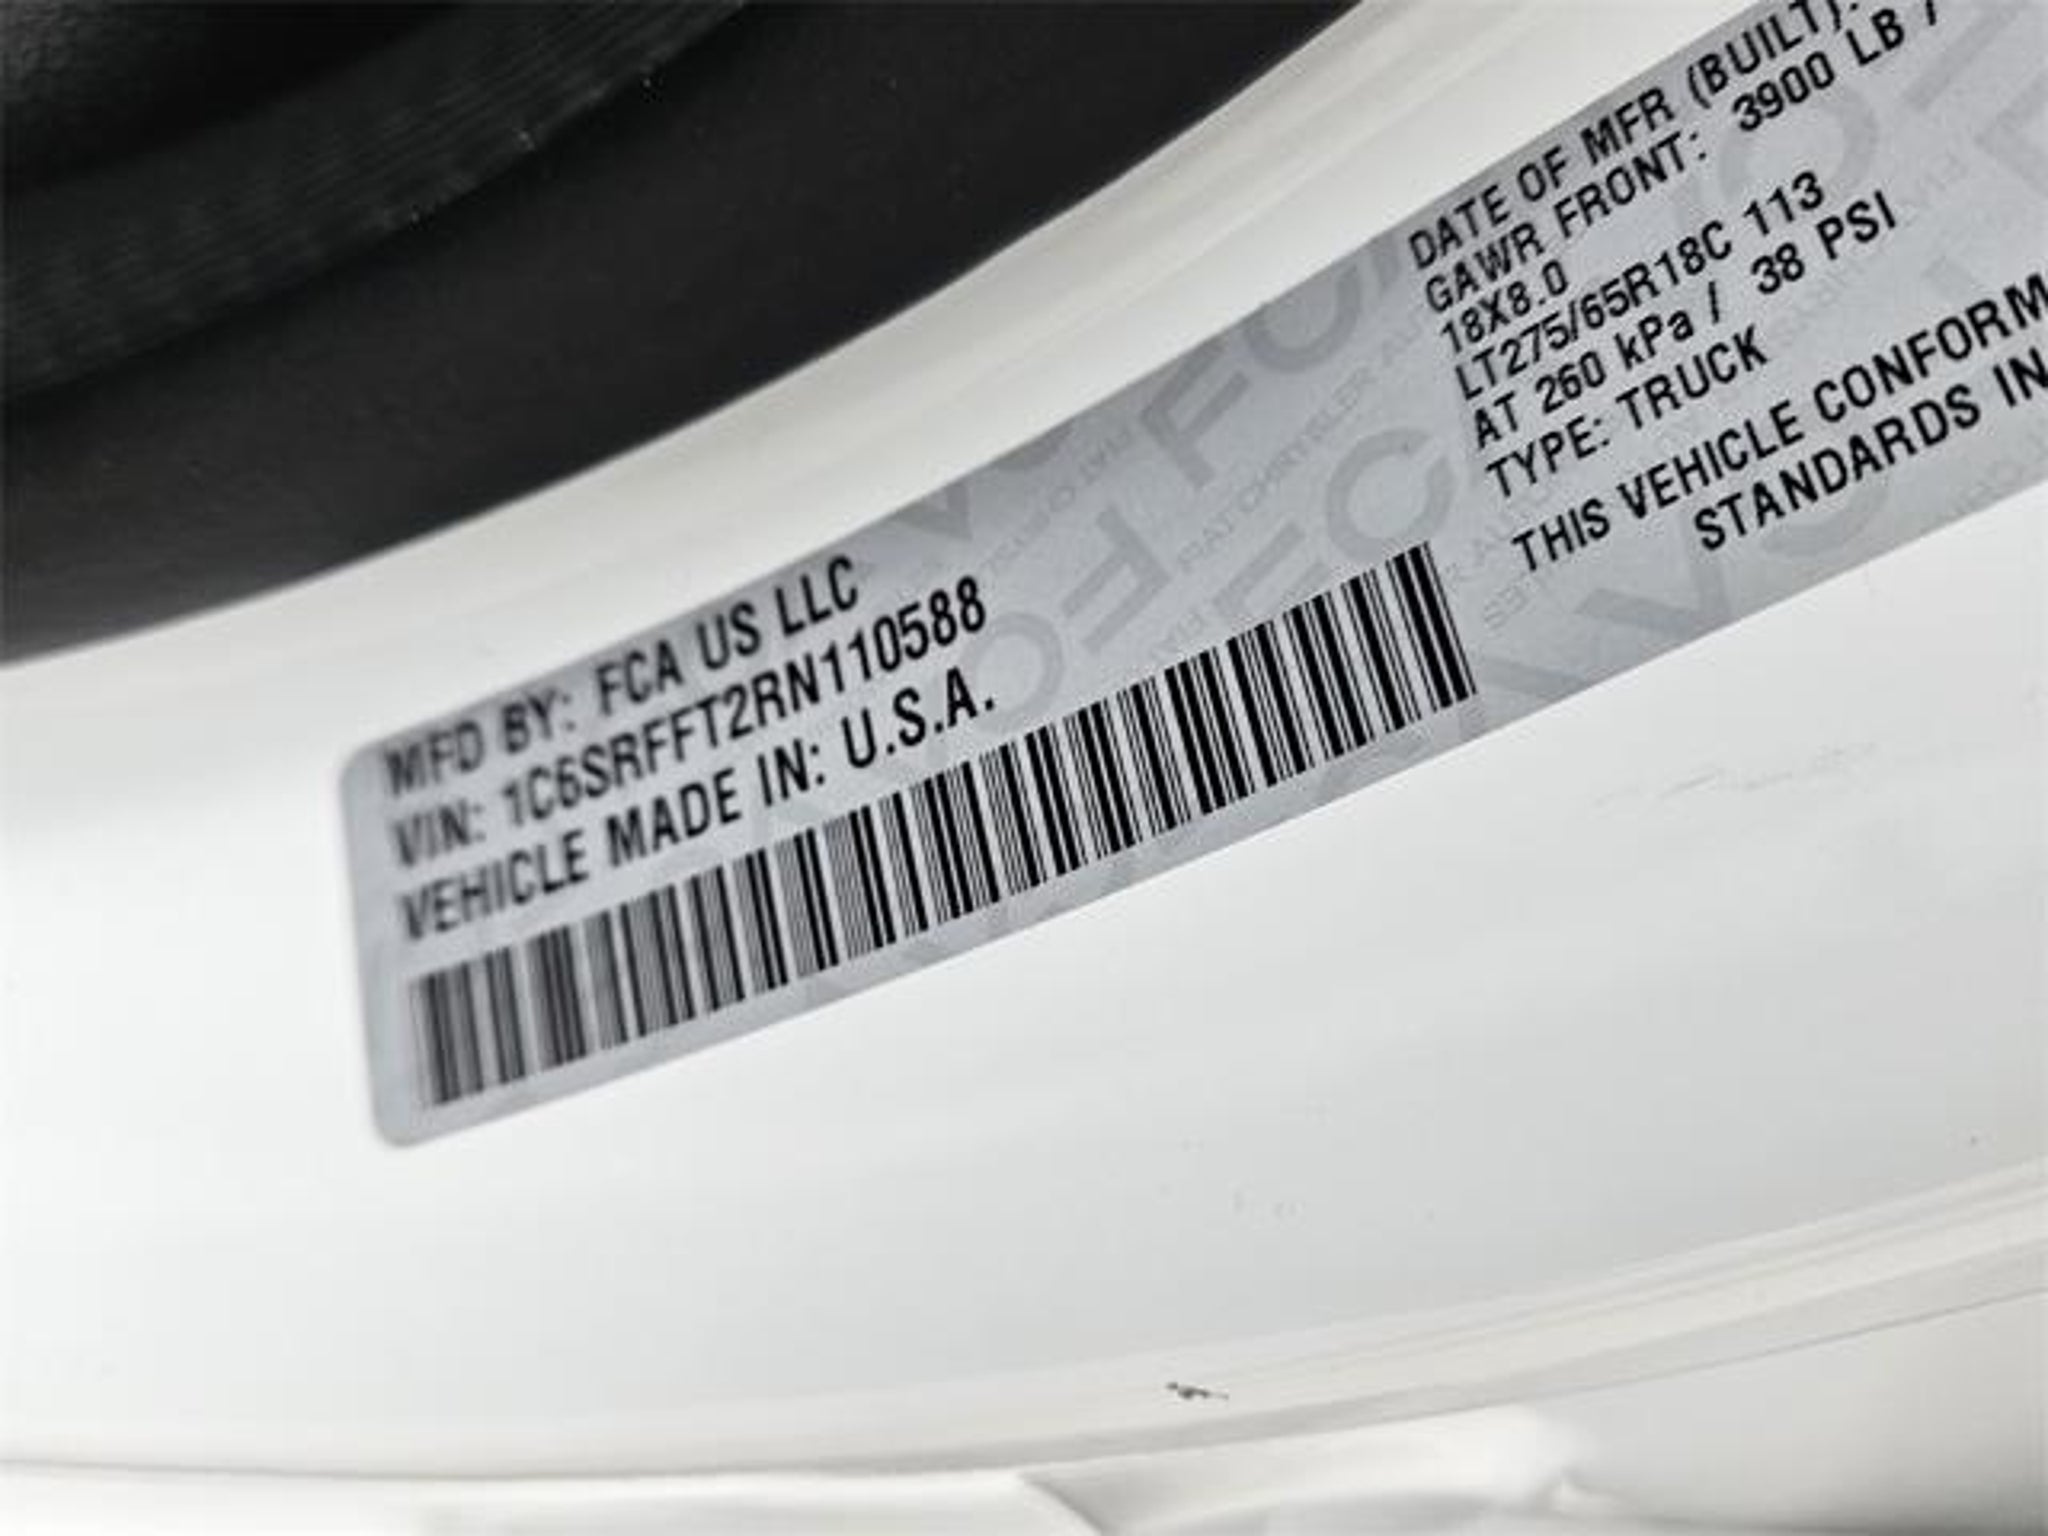 MFD BY: FCA US LLC
VIN: 1C6SRFFT2RN110588
VEHICLE MADE IN: U.S.A.
DATE OF MFR (BUILT):
GAWR FRONT: 3900 LB /
18X8.0
LT275/65R18C 113
AT 260 kPa / 38 PSI
TYPE: TRUCK
THIS VEHICLE CONFORM
STANDARDS IN